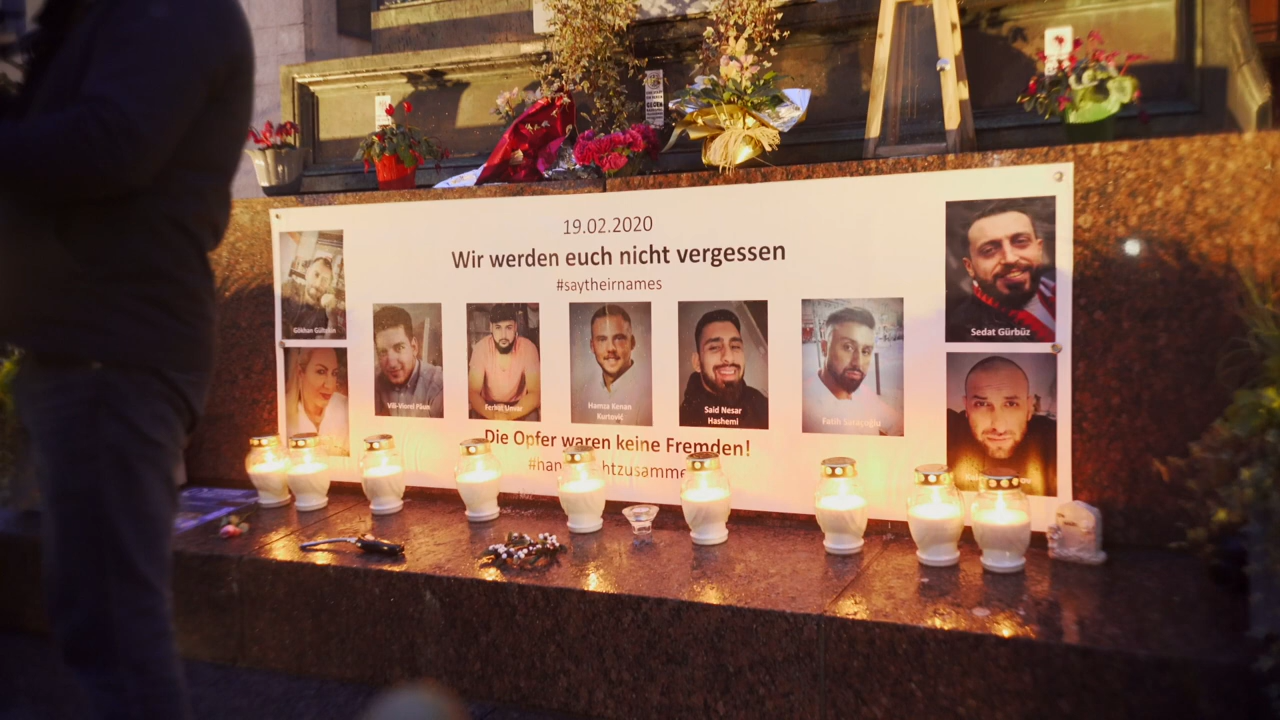 19.02.2020
Wir werden euch nicht vergessen
#saytheirnames
Gökhan Gültekin
Vili-Viorel Păun
Ferhat Unvar
Hamza Kenan
Kurtović
Said Nesar
Hashemi
Fatih Saraçoğlu
Sedat Gürbüz
Die Opfer waren keine Fremden!